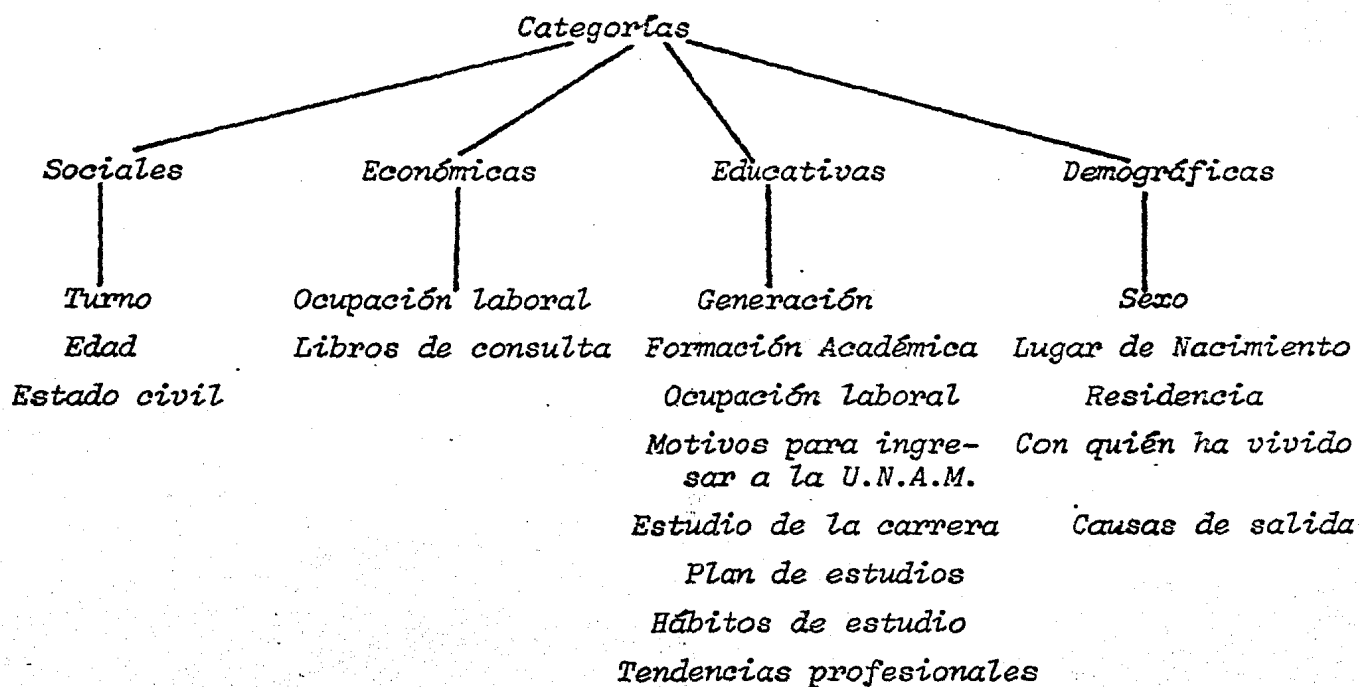 Categorías
Sociales Económicas Educativas Demográficas
Turno Ocupación laboral Generación Sexo
Edad Libros de consulta Formación Académica Lugar de Nacimiento
Estado civil Ocupación laboral Residencia
Motivos para ingre- Con quién ha vivido
sar a la U.N.A.M.
Estudio de la carrera Causas de salida
Plan de estudios
Hábitos de estudio
Tendencias profesionales